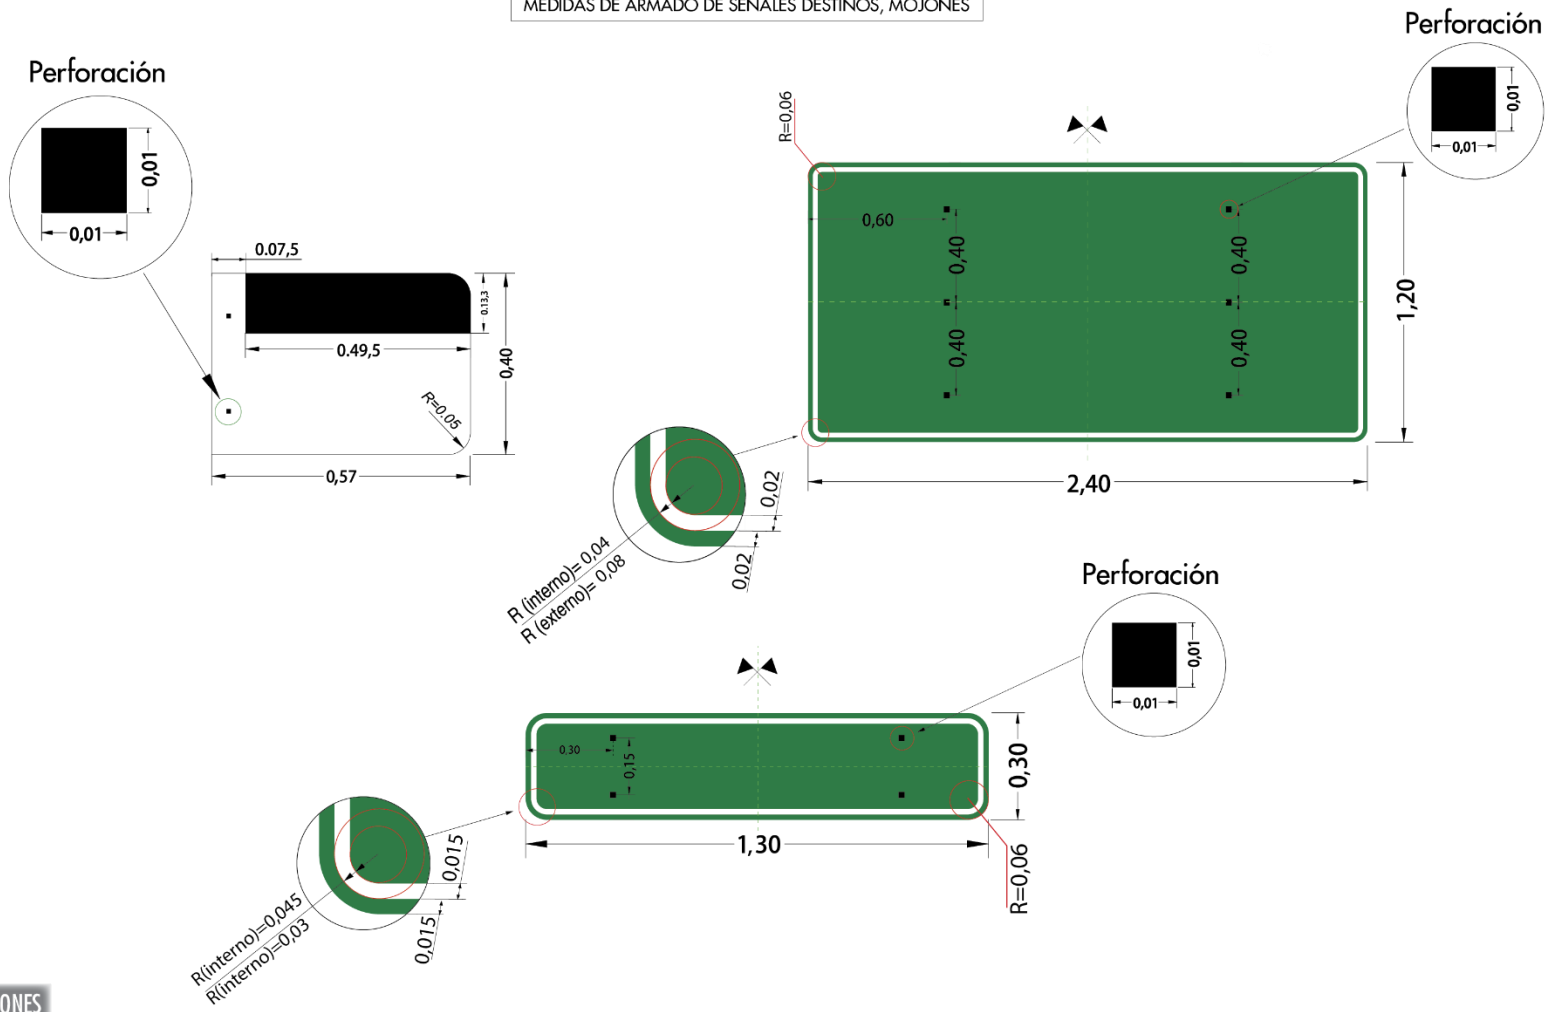 MEDIDAS DE ARMADO DE SEÑALES DESTINOS, MOJONES
Perforación
0,01
0,01
0.07,5
0.13,3
0.49,5
0,40
R=0.05
0,57
Perforación
0,01
0,01
R=0,06
0,60
0,40
0,40
0,40
0,40
1,20
2,40
0,02
0,02
R (interno)= 0,04
R (externo)= 0,08
Perforación
0,01
0,01
0.30
0,15
0,30
1,30
R=0,06
0,015
0,015
R(interno)=0,045
R(interno)=0,03
ONES